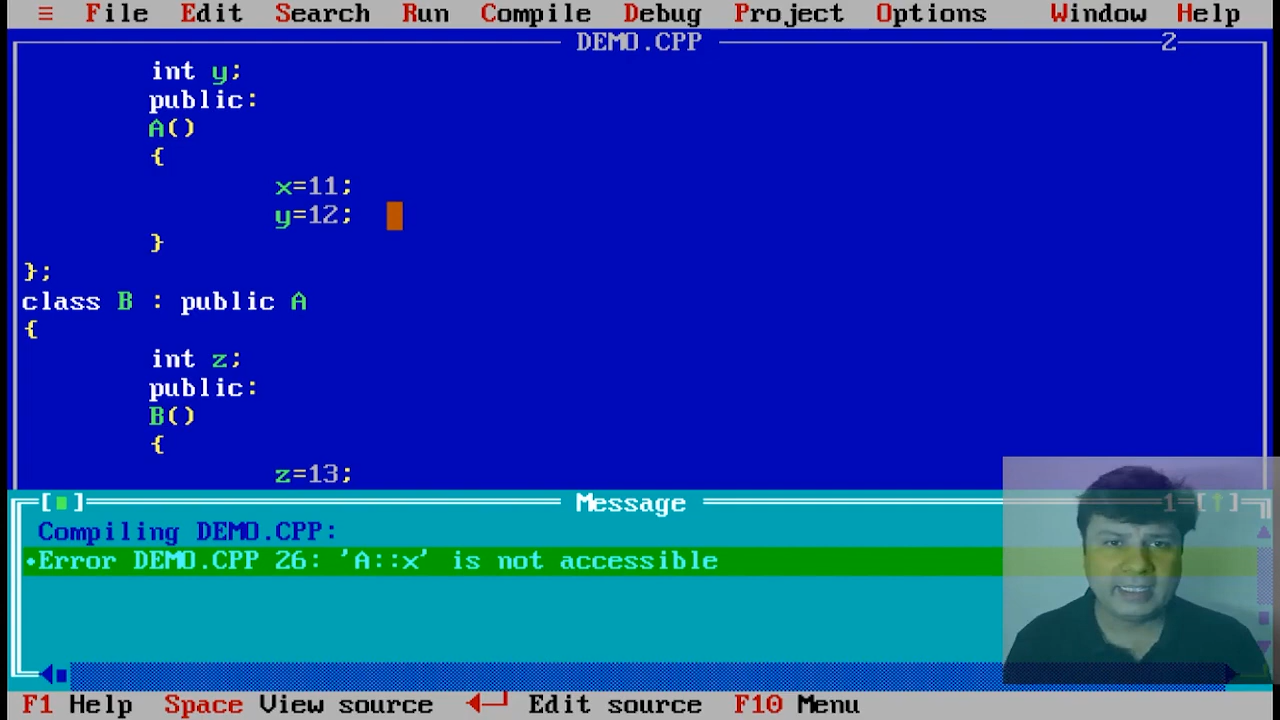 ≡ File Edit Search Run Compile Debug Project Options Window Help
DEMO.CPP 2
int y;
public:
A()
{
x=11;
y=12;
}
};
class B : public A
{
int z;
public:
B()
{
z=13;
[■] Message 1-[↑]
Compiling DEMO.CPP:
•Error DEMO.CPP 26: 'A::x' is not accessible
F1 Help Space View source ◄┘ Edit source F10 Menu